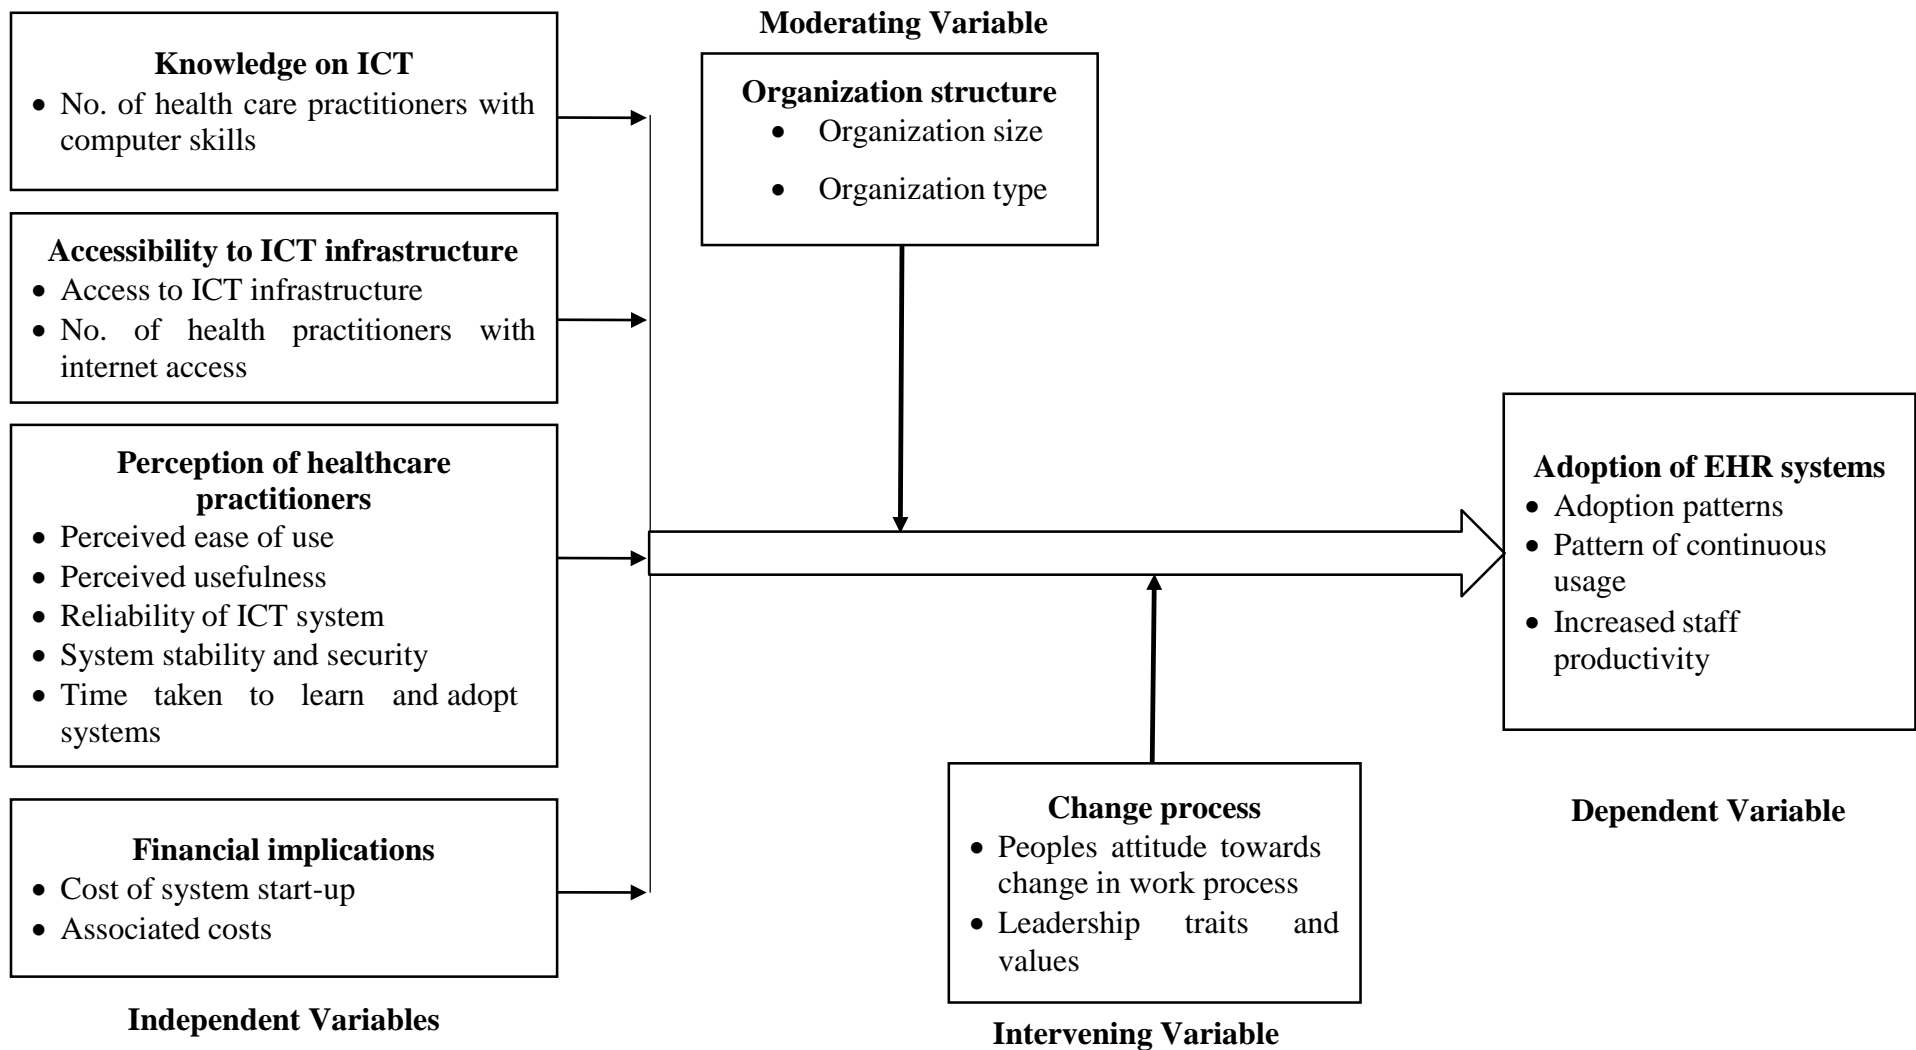 Moderating Variable
Knowledge on ICT
• No. of health care practitioners with
computer skills
Organization structure
• Organization size
• Organization type
Accessibility to ICT infrastructure
• Access to ICT infrastructure
• No. of health practitioners with
internet access
Perception of healthcare
practitioners
• Perceived ease of use
• Perceived usefulness
• Reliability of ICT system
• System stability and security
• Time taken to learn and adopt
systems
Adoption of EHR systems
• Adoption patterns
• Pattern of continuous
usage
• Increased staff
productivity
Dependent Variable
Financial implications
• Cost of system start-up
• Associated costs
Independent Variables
Change process
• Peoples attitude towards
change in work process
• Leadership traits and
values
Intervening Variable